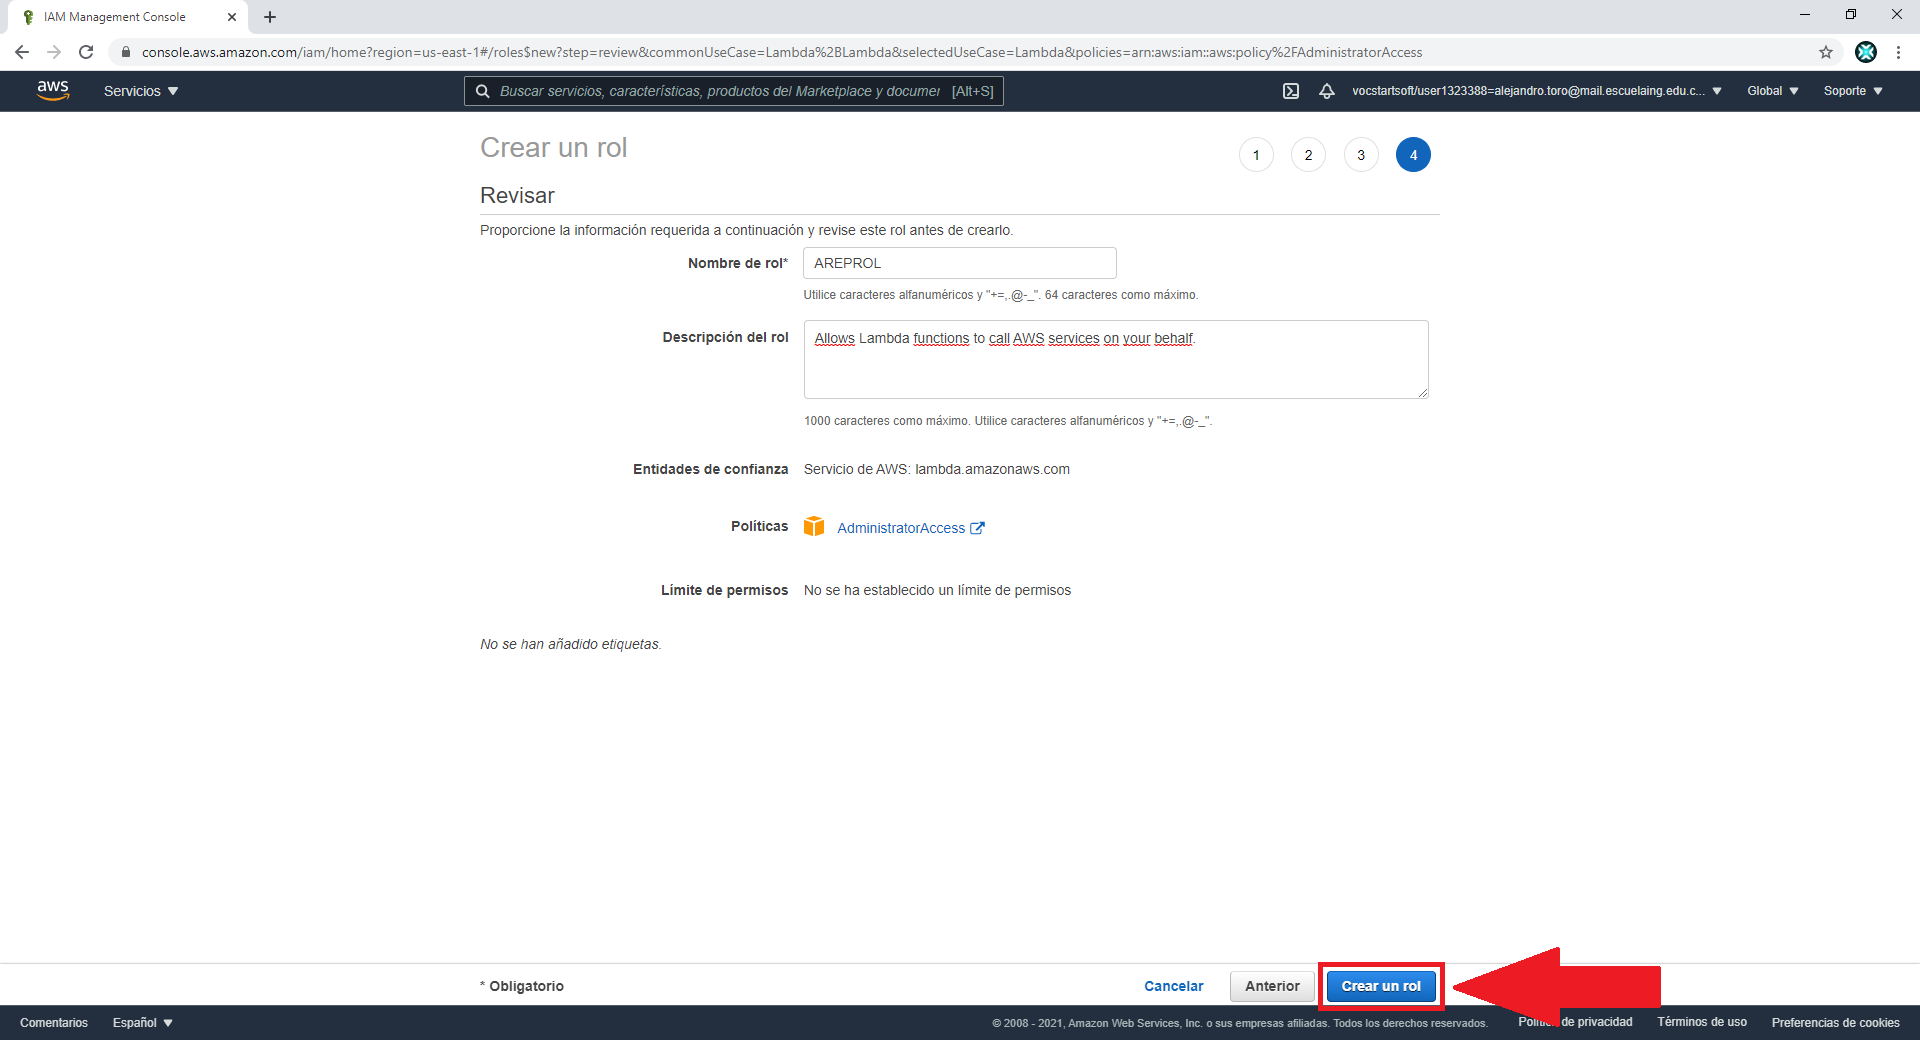 IAM Management Console
console.aws.amazon.com/iam/home?region=us-east-1#/roles$new?step=review&commonUseCase=Lambda%2BLambda&selectedUseCase=Lambda&policies=arn:aws:iam::aws:policy%2FAdministratorAccess
aws Servicios Buscar servicios, características, productos del Marketplace y documer [Alt+S] vocstartsoft/user1323388=alejandro.toro@mail.escuelaing.edu.c... Global Soporte
Crear un rol 1 2 3 4
Revisar
Proporcione la información requerida a continuación y revise este rol antes de crearlo.
Nombre de rol* AREPROL
Utilice caracteres alfanuméricos y "+=,.@-_". 64 caracteres como máximo.
Descripción del rol Allows Lambda functions to call AWS services on your behalf.
1000 caracteres como máximo. Utilice caracteres alfanuméricos y "+=,.@-_".
Entidades de confianza Servicio de AWS: lambda.amazonaws.com
Políticas AdministratorAccess
Límite de permisos No se ha establecido un límite de permisos
No se han añadido etiquetas.
* Obligatorio Cancelar Anterior Crear un rol
Comentarios Español © 2008 - 2021, Amazon Web Services, Inc. o sus empresas afiliadas. Todos los derechos reservados. de privacidad Términos de uso Preferencias de cookies